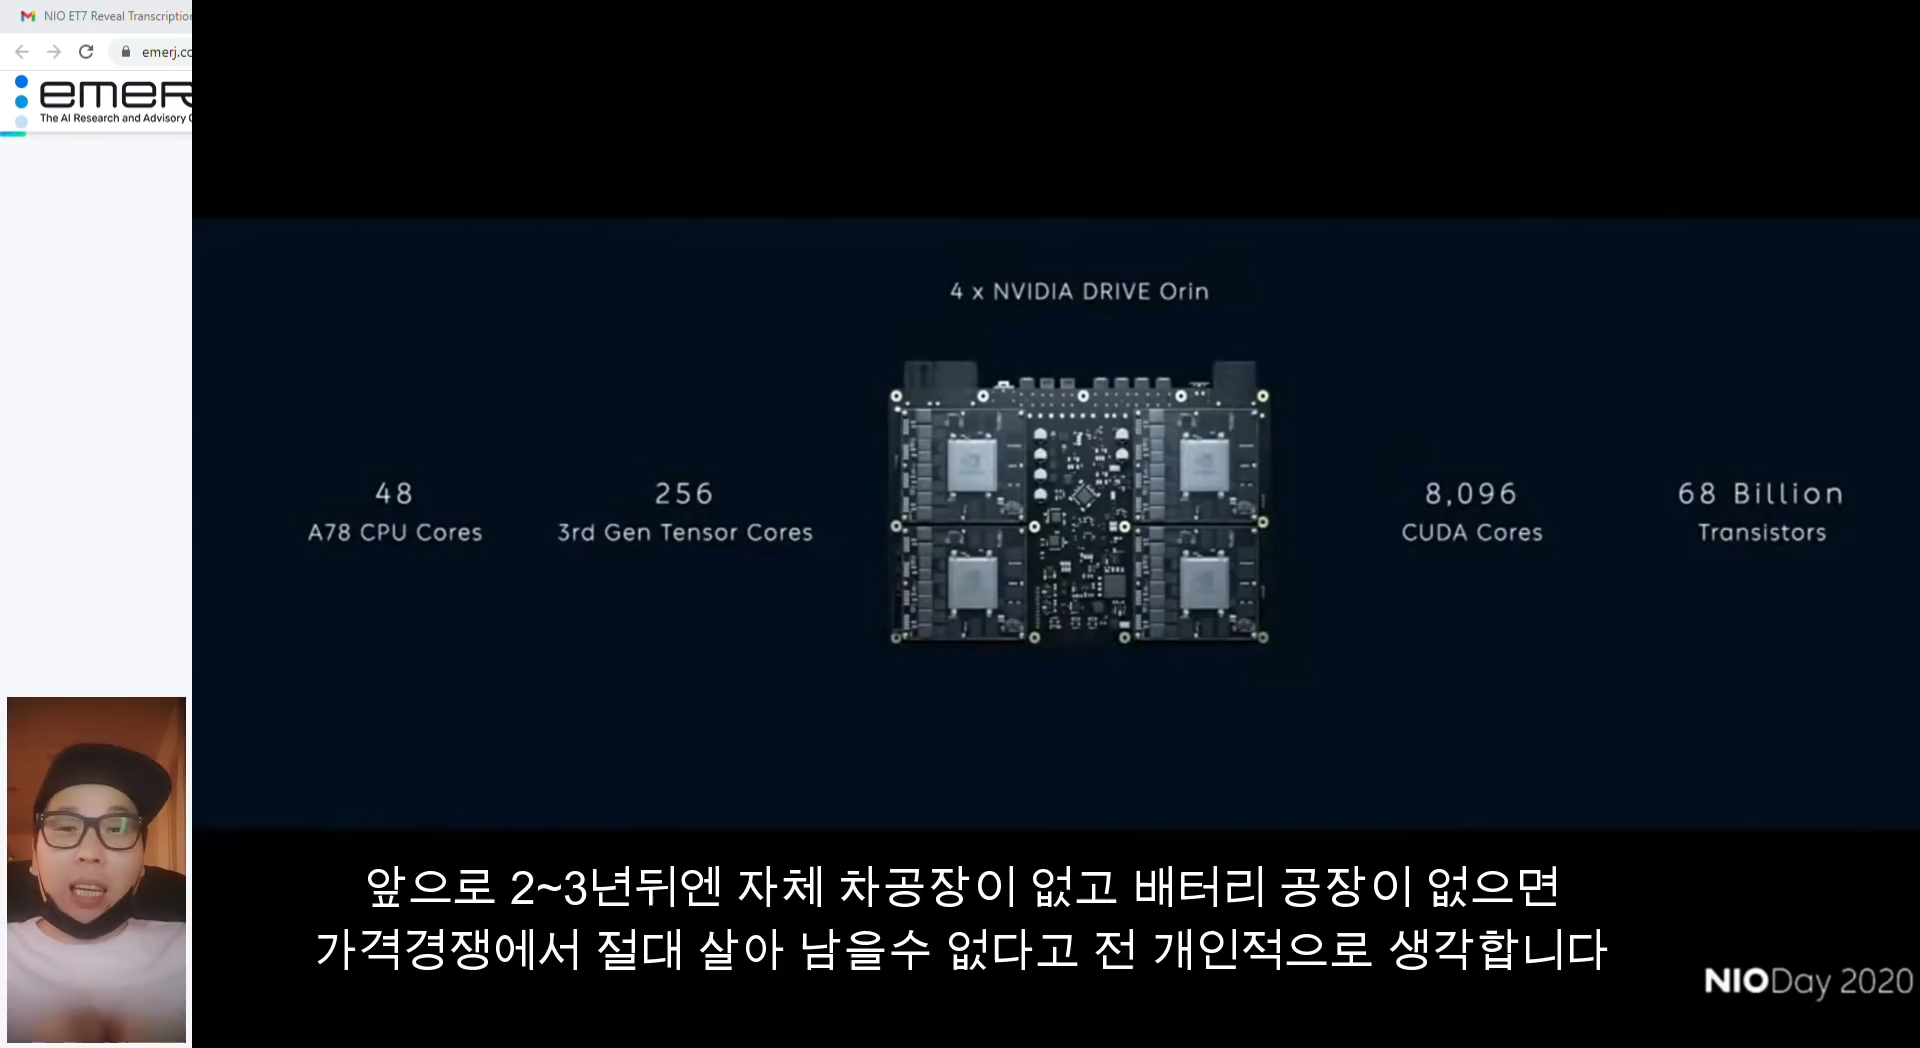 NIO ET7 Reveal Transcription
emerj.co
emerj
The AI Research and Advisory C
4 x NVIDIA DRIVE Orin
48
A78 CPU Cores
256
3rd Gen Tensor Cores
8,096
CUDA Cores
68 Billion
Transistors
앞으로 2~3년뒤엔 자체 차공장이 없고 배터리 공장이 없으면
가격경쟁에서 절대 살아 남을수 없다고 전 개인적으로 생각합니다
NIO Day 2020